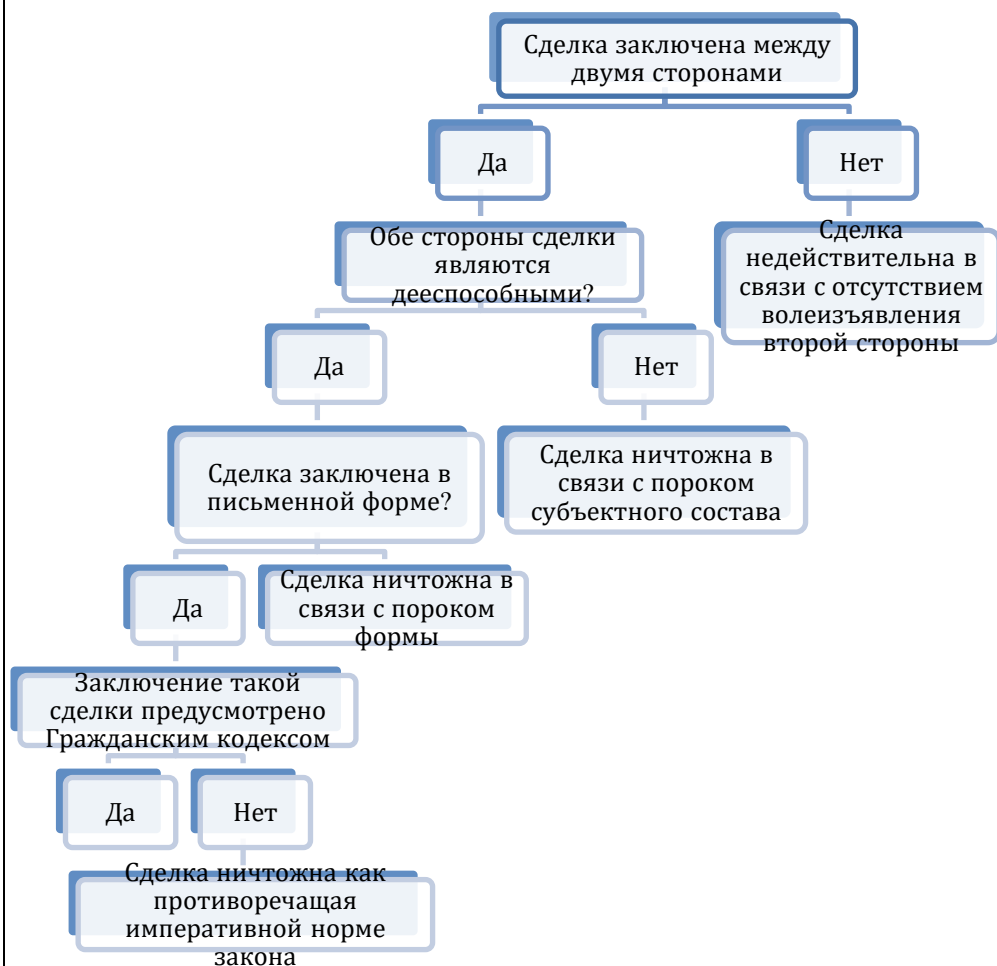 Сделка заключена между
двумя сторонами
Да
Нет
Обе стороны сделки
являются
дееспособными?
Сделка
недействительна в
связи с отсутствием
волеизъявления
второй стороны
Да
Нет
Сделка заключена в
письменной форме?
Сделка ничтожна в
связи с пороком
субъектного состава
Да
Сделка ничтожна в
связи с пороком
формы
Заключение такой
сделки предусмотрено
Гражданским кодексом
Да
Нет
Сделка ничтожна как
противоречащая
императивной норме
закона